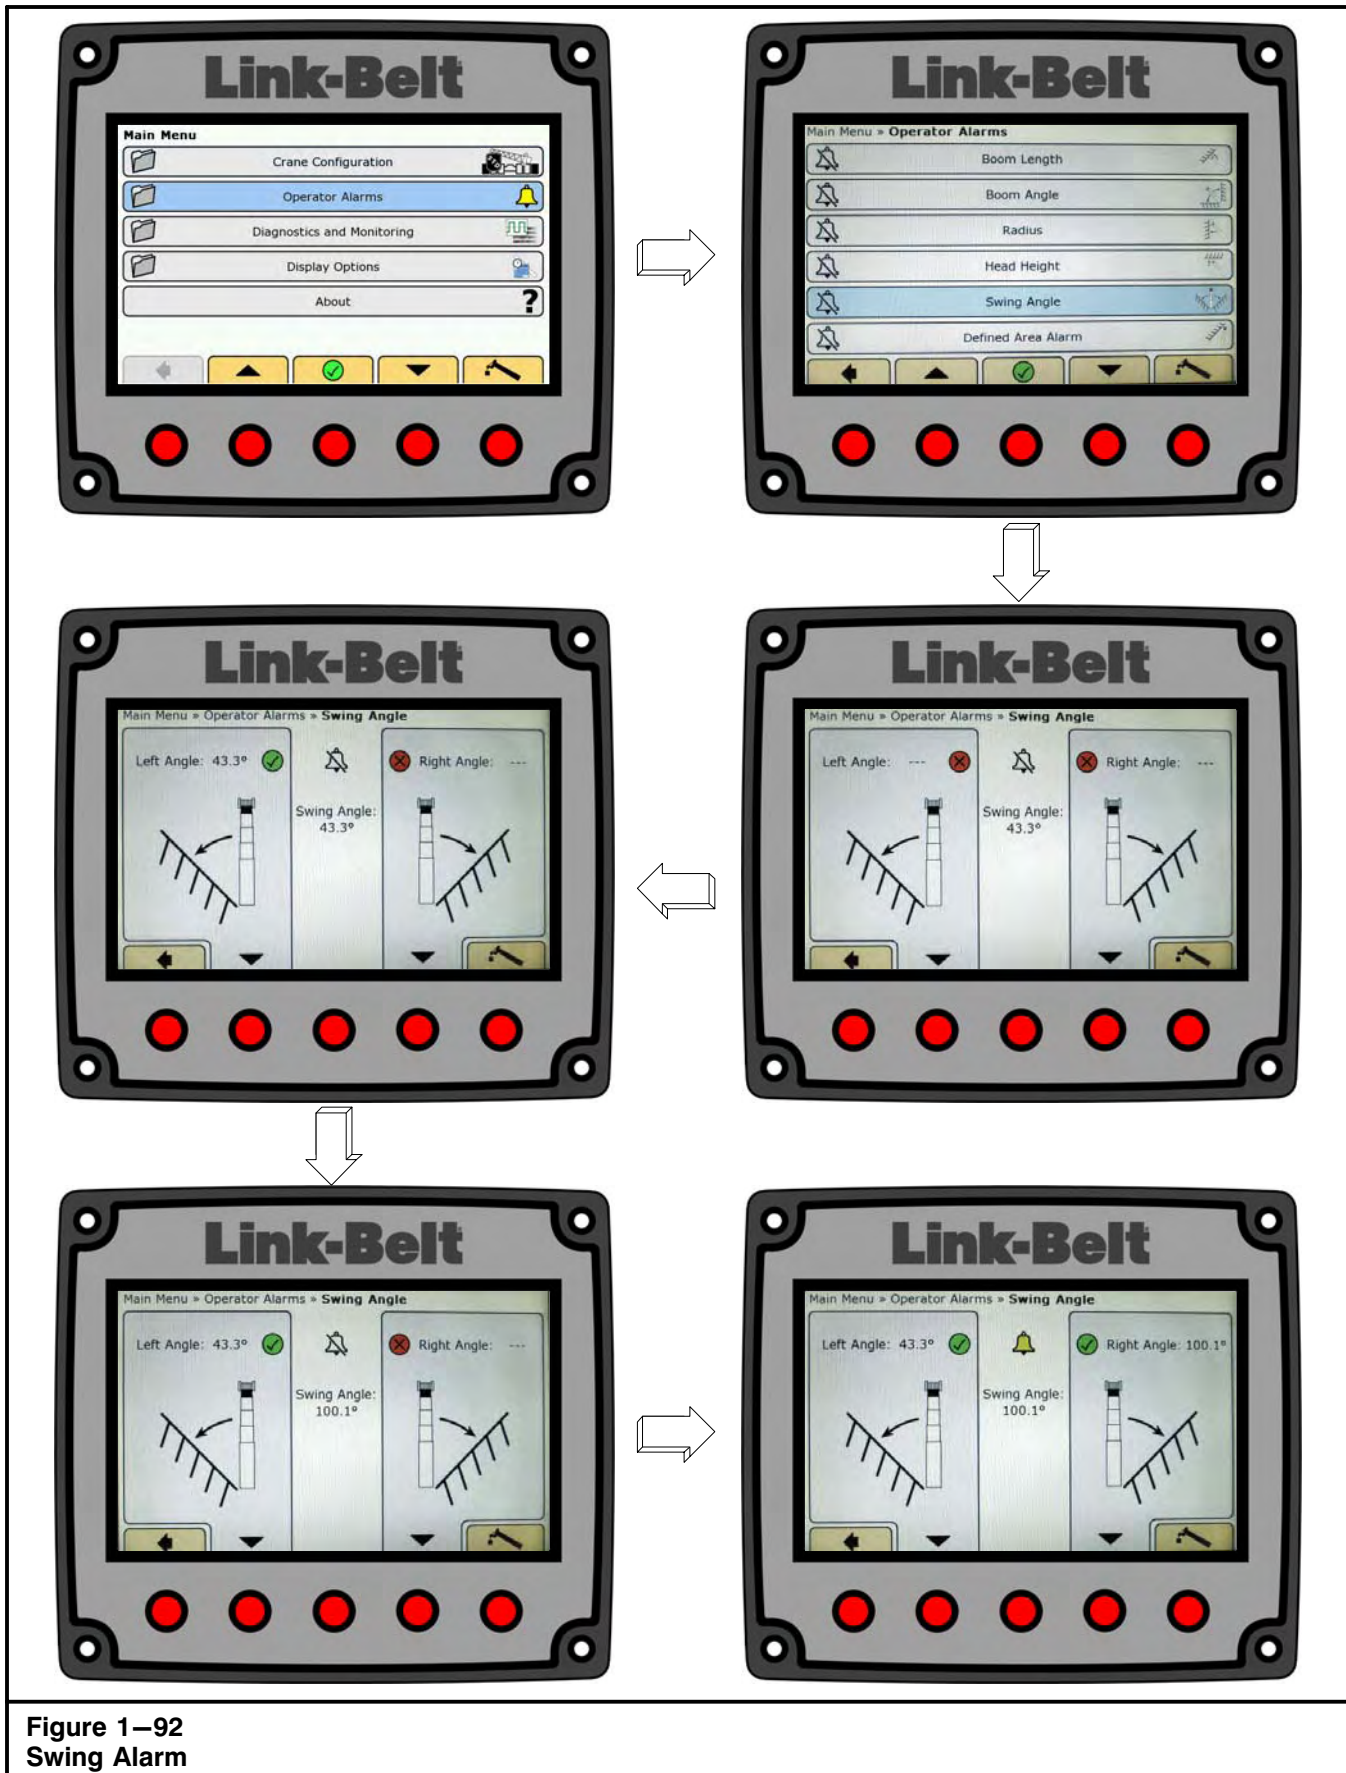 Link-Belt
Main Menu
Crane Configuration
Operator Alarms
Diagnostics and Monitoring
Display Options
About
?
Link-Belt
Main Menu » Operator Alarms
Boom Length
Boom Angle
Radius
Head Height
Swing Angle
Defined Area Alarm
Link-Belt
Main Menu » Operator Alarms » Swing Angle
Left Angle: 43.3°
Right Angle: ---
Swing Angle:
43.3°
Link-Belt
Main Menu » Operator Alarms » Swing Angle
Left Angle: ---
Right Angle: ---
Swing Angle:
43.3°
Link-Belt
Main Menu » Operator Alarms » Swing Angle
Left Angle: 43.3°
Right Angle: ---
Swing Angle:
100.1°
Link-Belt
Main Menu » Operator Alarms » Swing Angle
Left Angle: 43.3°
Right Angle: 100.1°
Swing Angle:
100.1°
Figure 1—92
Swing Alarm